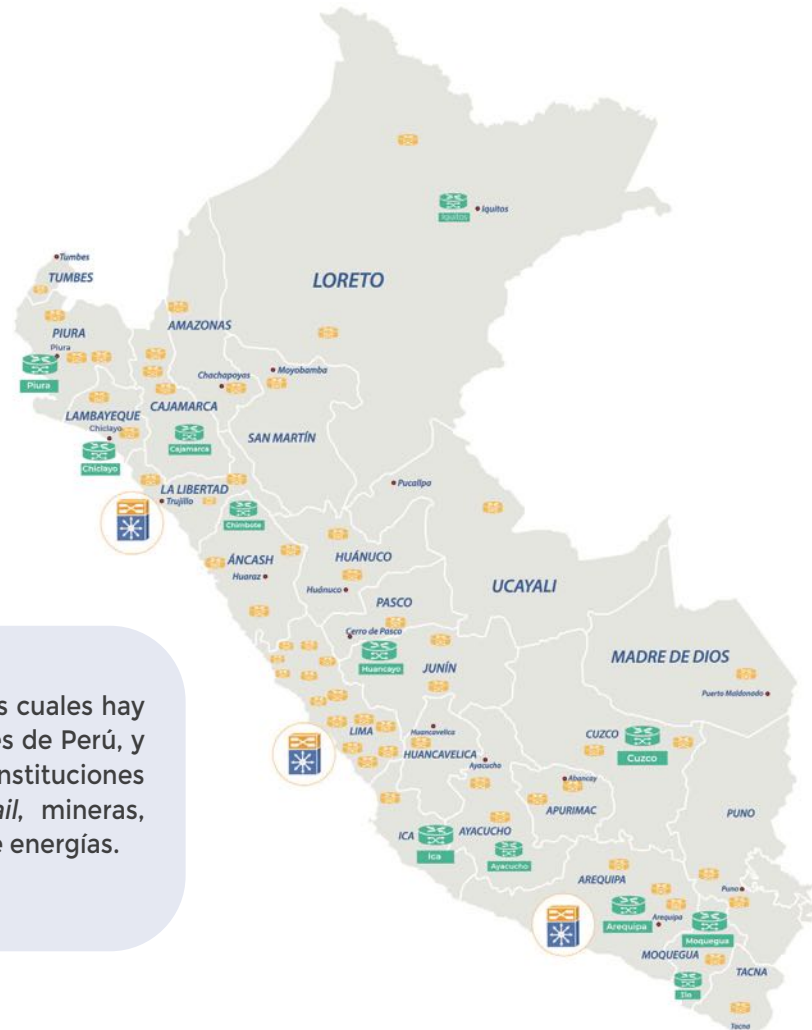 Iquitos
Iquitos
LORETO
Tumbes
TUMBES
PIURA
Piura
Piura
AMAZONAS
Chachapoyas
Moyobamba
LAMBAYEQUE
Chiclayo
Chiclayo
CAJAMARCA
Cajamarca
SAN MARTÍN
LA LIBERTAD
Trujillo
Chimbote
Pucallpa
ÁNCASH
Huaraz
HUÁNUCO
Huánuco
PASCO
UCAYALI
Cerro de Pasco
Huancayo
JUNÍN
MADRE DE DIOS
Puerto Maldonado
s cuales hay
es de Perú, y
nstituciones
ail, mineras,
e energías.
LIMA
Huancavelica
HUANCAVELICA
Ayacucho
CUZCO
Cuzco
Abancay
APURIMAC
PUNO
ICA
Ica
AYACUCHO
Ayacucho
AREQUIPA
Arequipa
Arequipa
Puno
Moquegua
MOQUEGUA
Ilo
TACNA
Tacna